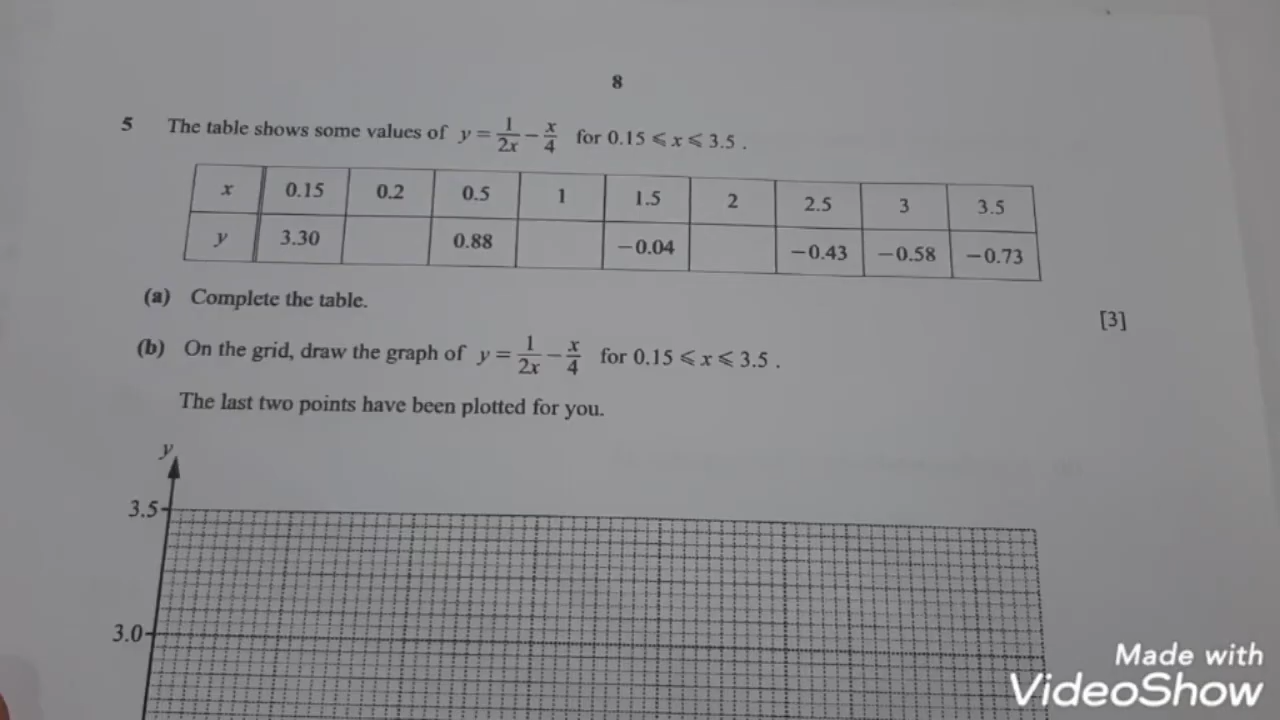 8
5 The table shows some values of y = 1/2x − x/4 for 0.15 ⩽ x ⩽ 3.5 .
x 0.15 0.2 0.5 1 1.5 2 2.5 3 3.5
y 3.30 0.88 −0.04 −0.43 −0.58 −0.73
(a) Complete the table.
[3]
(b) On the grid, draw the graph of y = 1/2x − x/4 for 0.15 ⩽ x ⩽ 3.5 .
The last two points have been plotted for you.
y
3.5
3.0
Made with
VideoShow